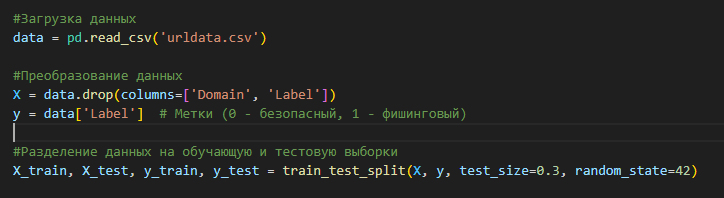 #Загрузка данных
data = pd.read_csv('urldata.csv')
#Преобразование данных
X = data.drop(columns=['Domain', 'Label'])
y = data['Label']  # Метки (0 - безопасный, 1 - фишинговый)
#Разделение данных на обучающую и тестовую выборки
X_train, X_test, y_train, y_test = train_test_split(X, y, test_size=0.3, random_state=42)